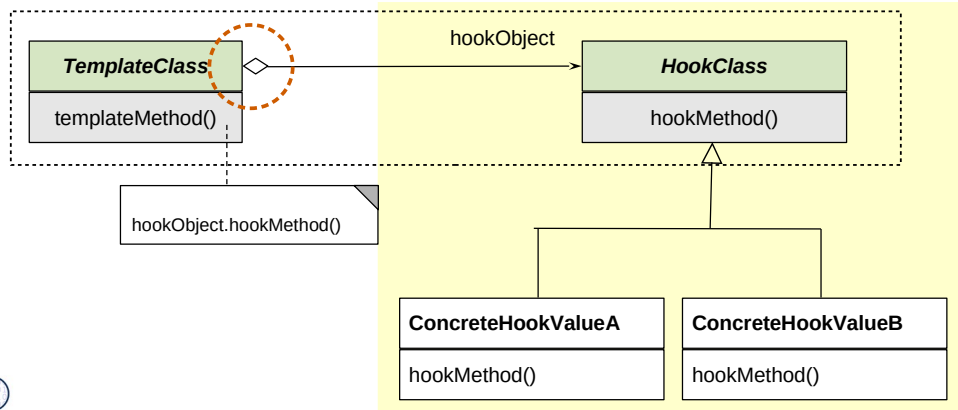 hookObject
TemplateClass
HookClass
templateMethod()
hookMethod()
hookObject.hookMethod()
ConcreteHookValueA
ConcreteHookValueB
hookMethod()
hookMethod()